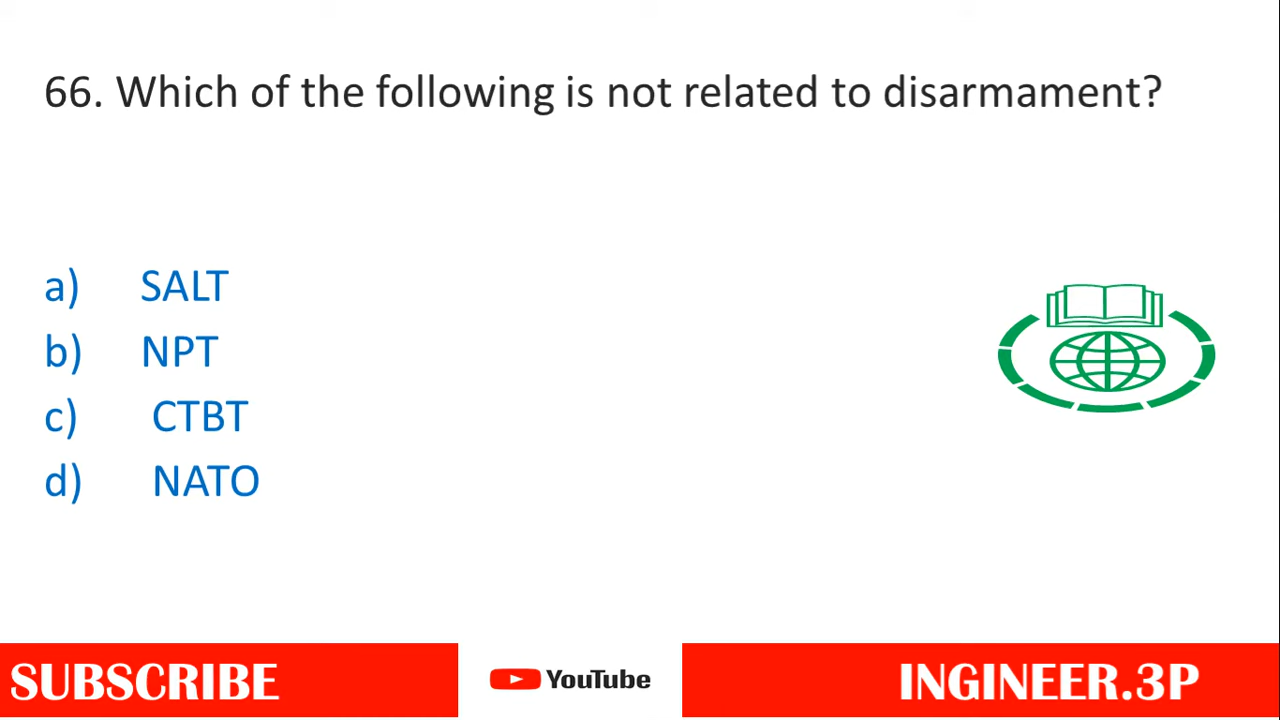 66. Which of the following is not related to disarmament?
a) SALT
b) NPT
c) CTBT
d) NATO
SUBSCRIBE YouTube INGINEER.3P